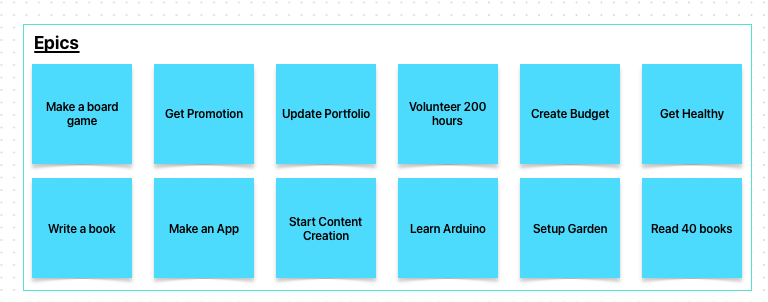 Epics
Make a board
game
Get Promotion
Update Portfolio
Volunteer 200
hours
Create Budget
Get Healthy
Write a book
Make an App
Start Content
Creation
Learn Arduino
Setup Garden
Read 40 books